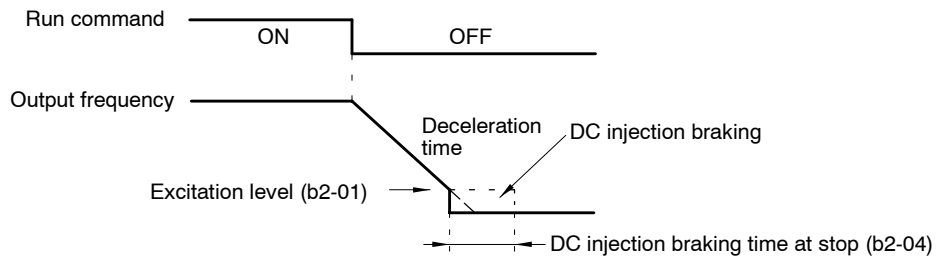 Run command
ON
OFF
Output frequency
Deceleration
time
DC injection braking
Excitation level (b2-01)
DC injection braking time at stop (b2-04)